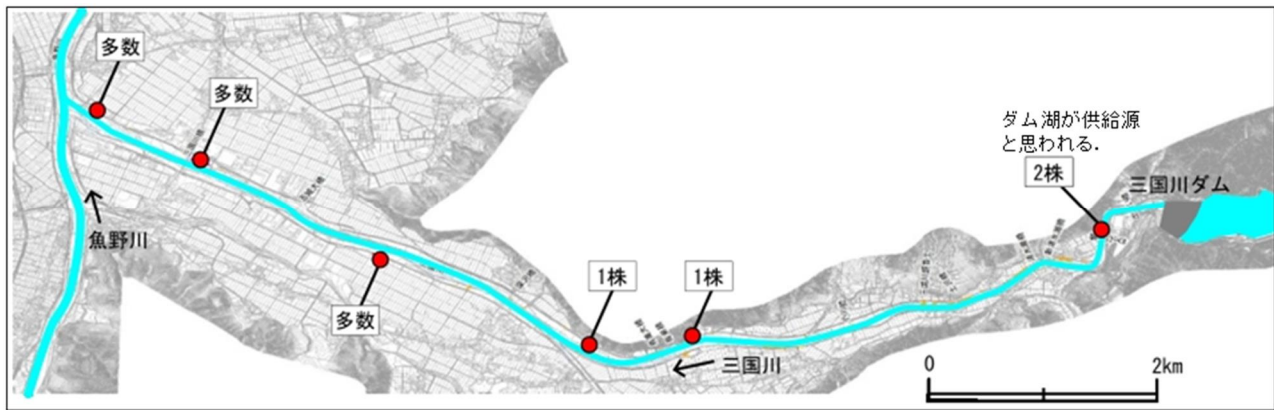 多数
多数
ダム湖が供給源
と思われる.
2株
三国川ダム
魚野川
多数
1株
1株
三国川
0
2km